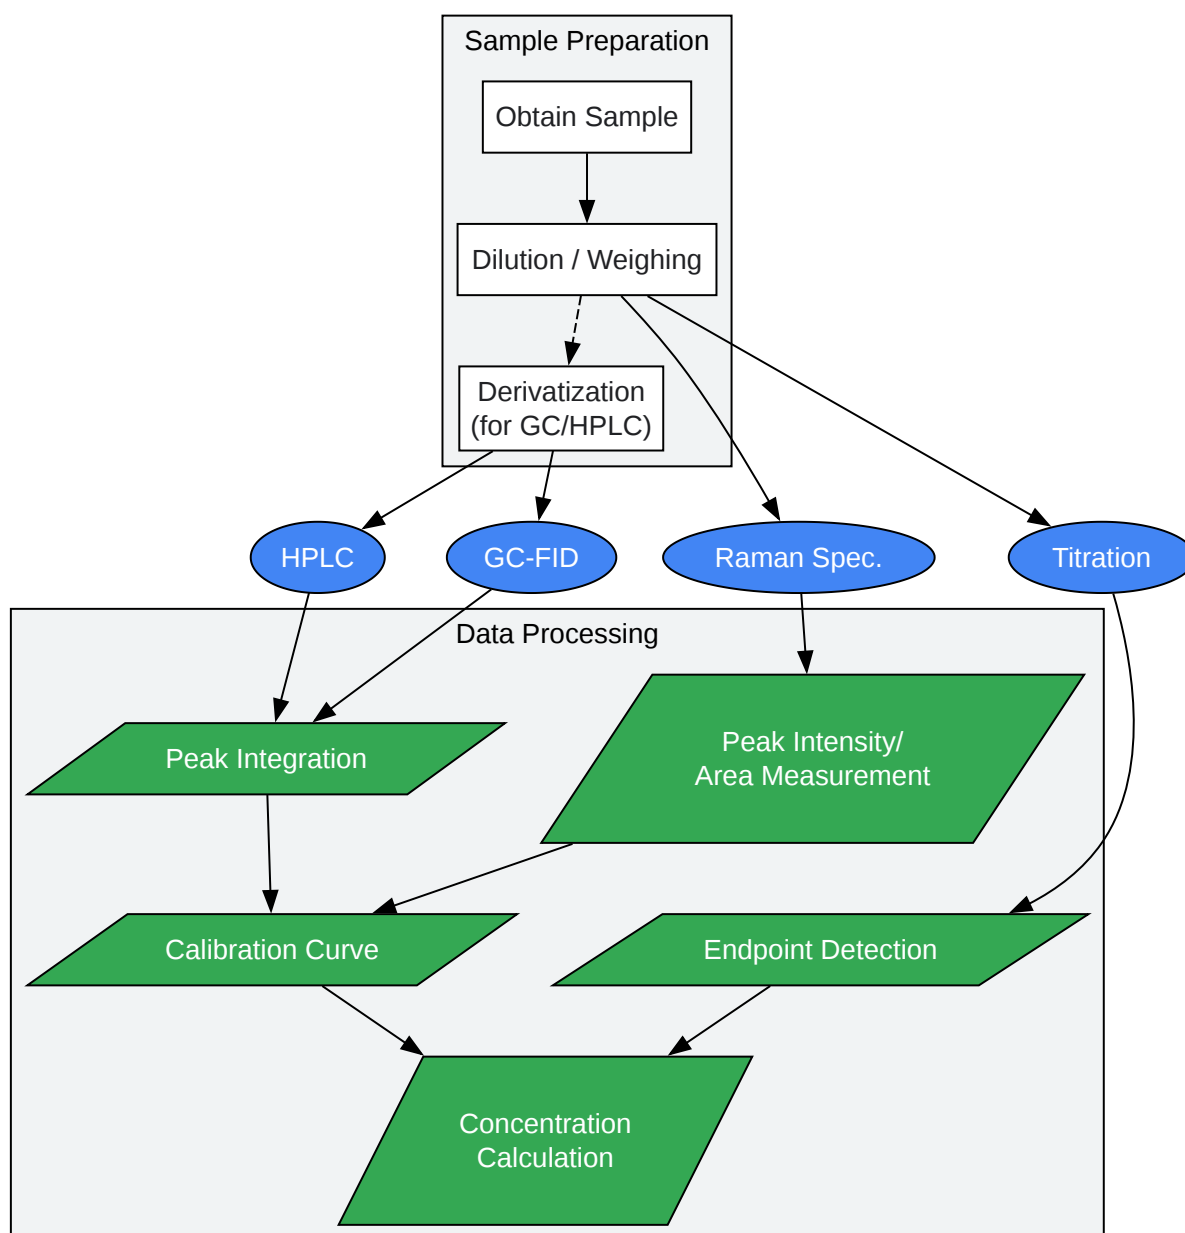 Sample Preparation
Obtain Sample
Dilution / Weighing
Derivatization
(for GC/HPLC)
HPLC
GC-FID
Raman Spec.
Titration
Data Processing
Peak Integration
Peak Intensity/
Area Measurement
Calibration Curve
Endpoint Detection
Concentration
Calculation